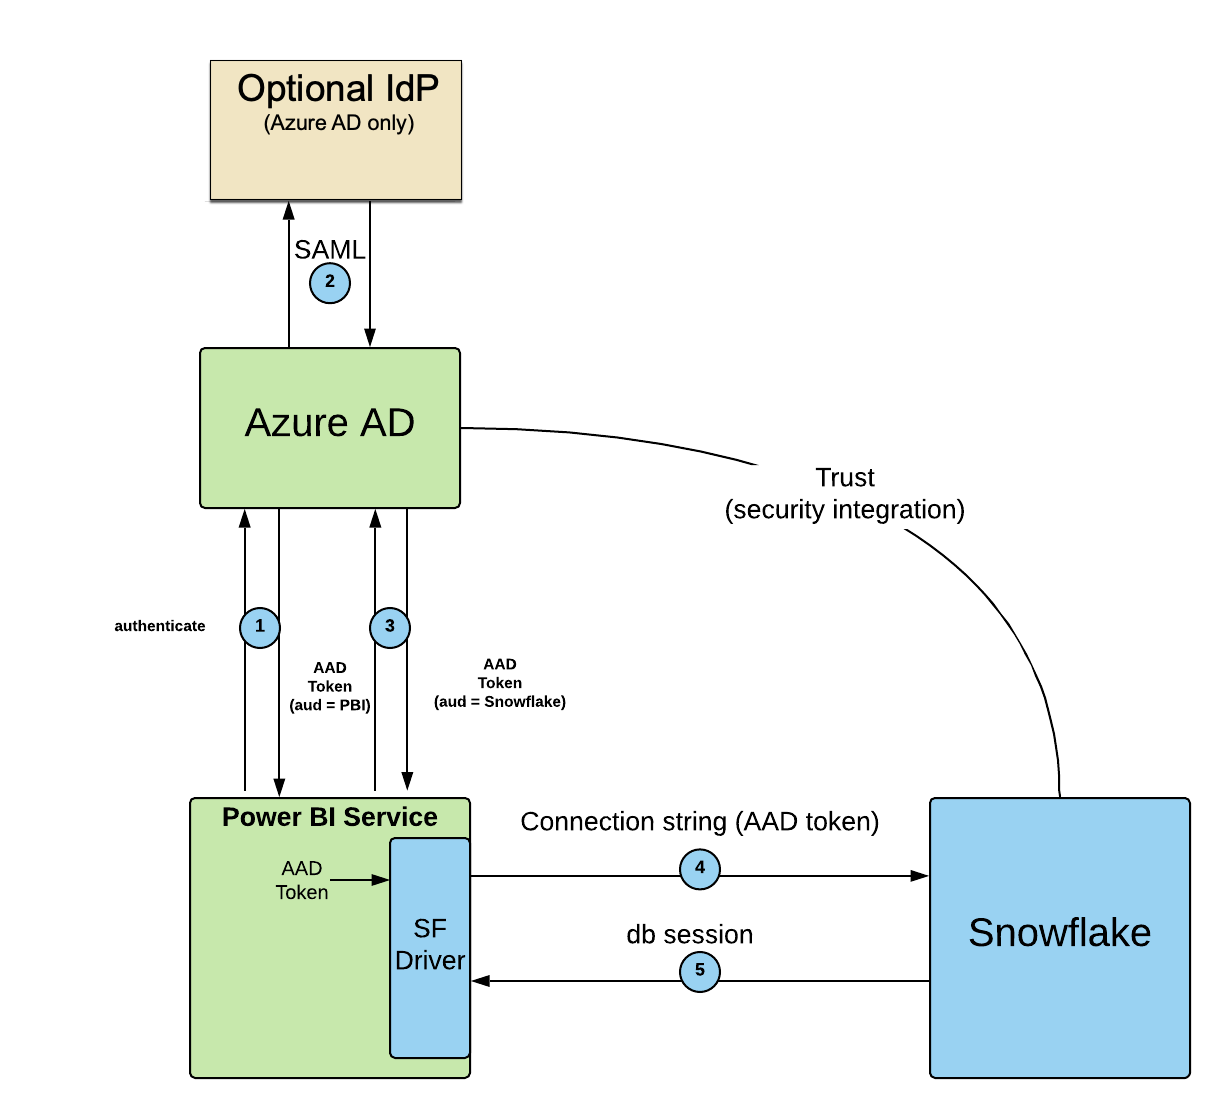 Optional IdP
(Azure AD only)
SAML
2
Azure AD
Trust
(security integration)
authenticate
1
3
AAD
Token
(aud = PBI)
AAD
Token
(aud = Snowflake)
Power BI Service
AAD
Token
SF
Driver
Connection string (AAD token)
4
db session
5
Snowflake